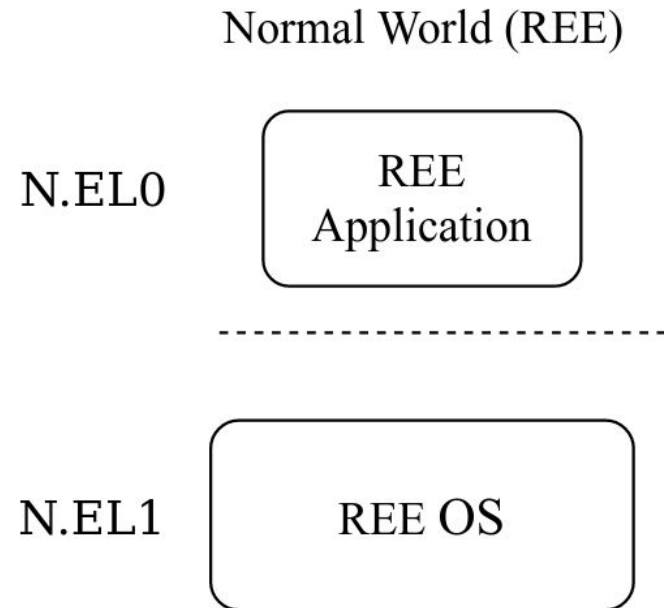 Normal World (REE)
N.EL0
REE
Application
N.EL1
REE OS